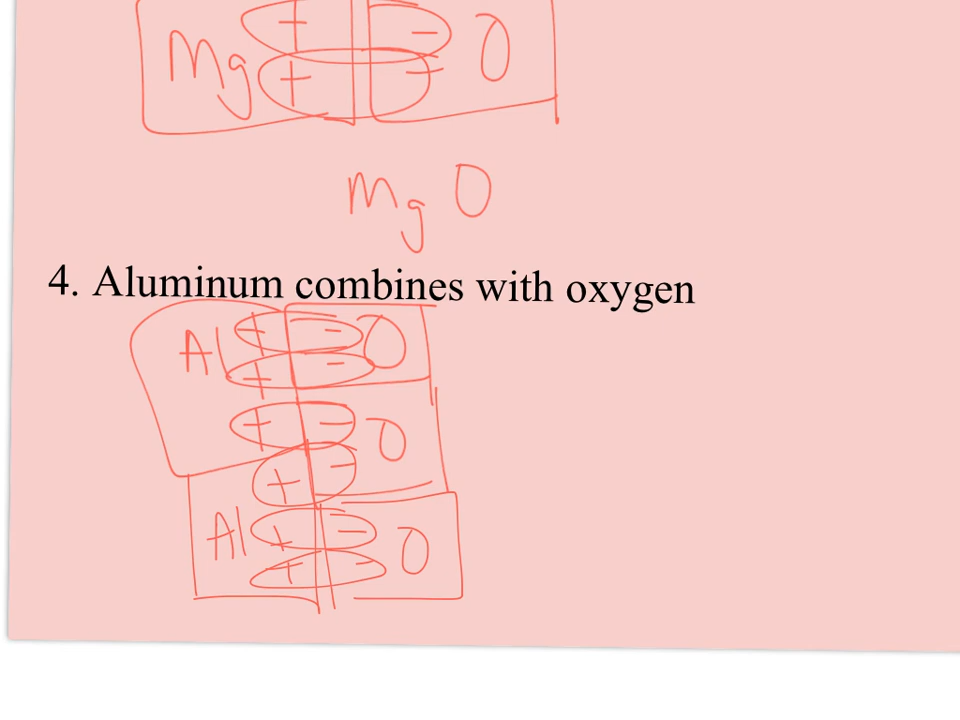 Mg + - O
+ -
Mg O
4. Aluminum combines with oxygen
Al + - O
+ -
+ - O
+ -
Al + - O
+ -